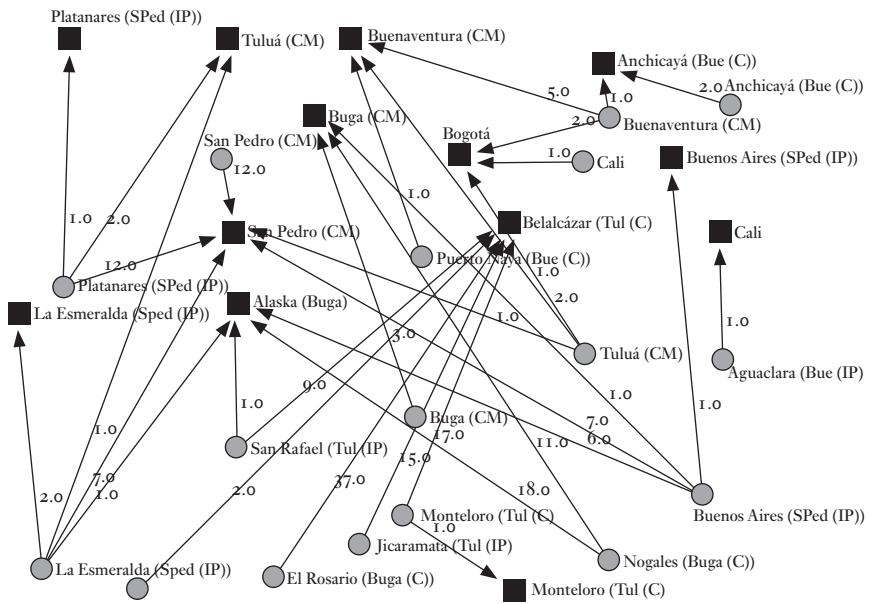 Platanares (SPed (IP))
Tuluá (CM)
Buenaventura (CM)
Anchicayá (Bue (C))
2.0
Anchicayá (Bue (C))
5.0
1.0
Buga (CM)
2.0
Buenaventura (CM)
San Pedro (CM)
Bogotá
12.0
1.0
Cali
Buenos Aires (SPed (IP))
1.0
1.0
2.0
San Pedro (CM)
Belalcázar (Tul (C)
Cali
12.0
Puerto Naya (Bue (C))
1.0
Platanares (SPed (IP))
2.0
La Esmeralda (Sped (IP))
Alaska (Buga)
1.0
1.0
3.0
Tuluá (CM)
Aguaclara (Bue (IP)
9.0
1.0
1.0
1.0
Buga (CM)
7.0
1.0
17.0
6.0
San Rafael (Tul (IP)
11.0
15.0
7.0
37.0
18.0
2.0
1.0
2.0
Monteloro (Tul (C)
Buenos Aires (SPed (IP))
1.0
Jicaramata (Tul (IP)
La Esmeralda (Sped (IP))
El Rosario (Buga (C))
Nogales (Buga (C))
Monteloro (Tul (C)